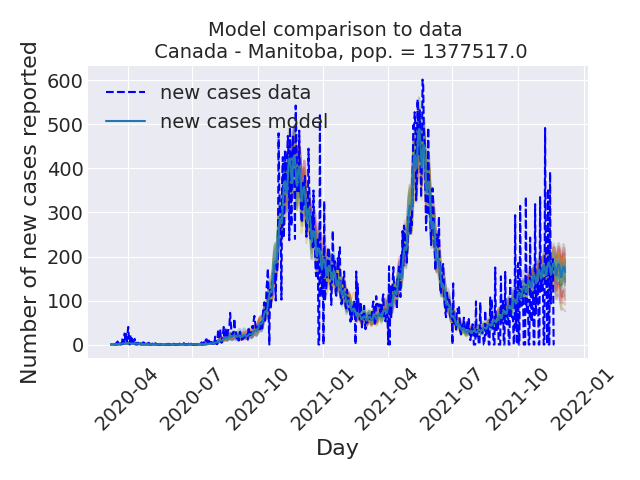 Model comparison to data
Canada - Manitoba, pop. = 1377517.0
Number of new cases reported
600
500
400
300
200
100
0
new cases data
new cases model
2020-04
2020-07
2020-10
2021-01
2021-04
2021-07
2021-10
2022-01
Day